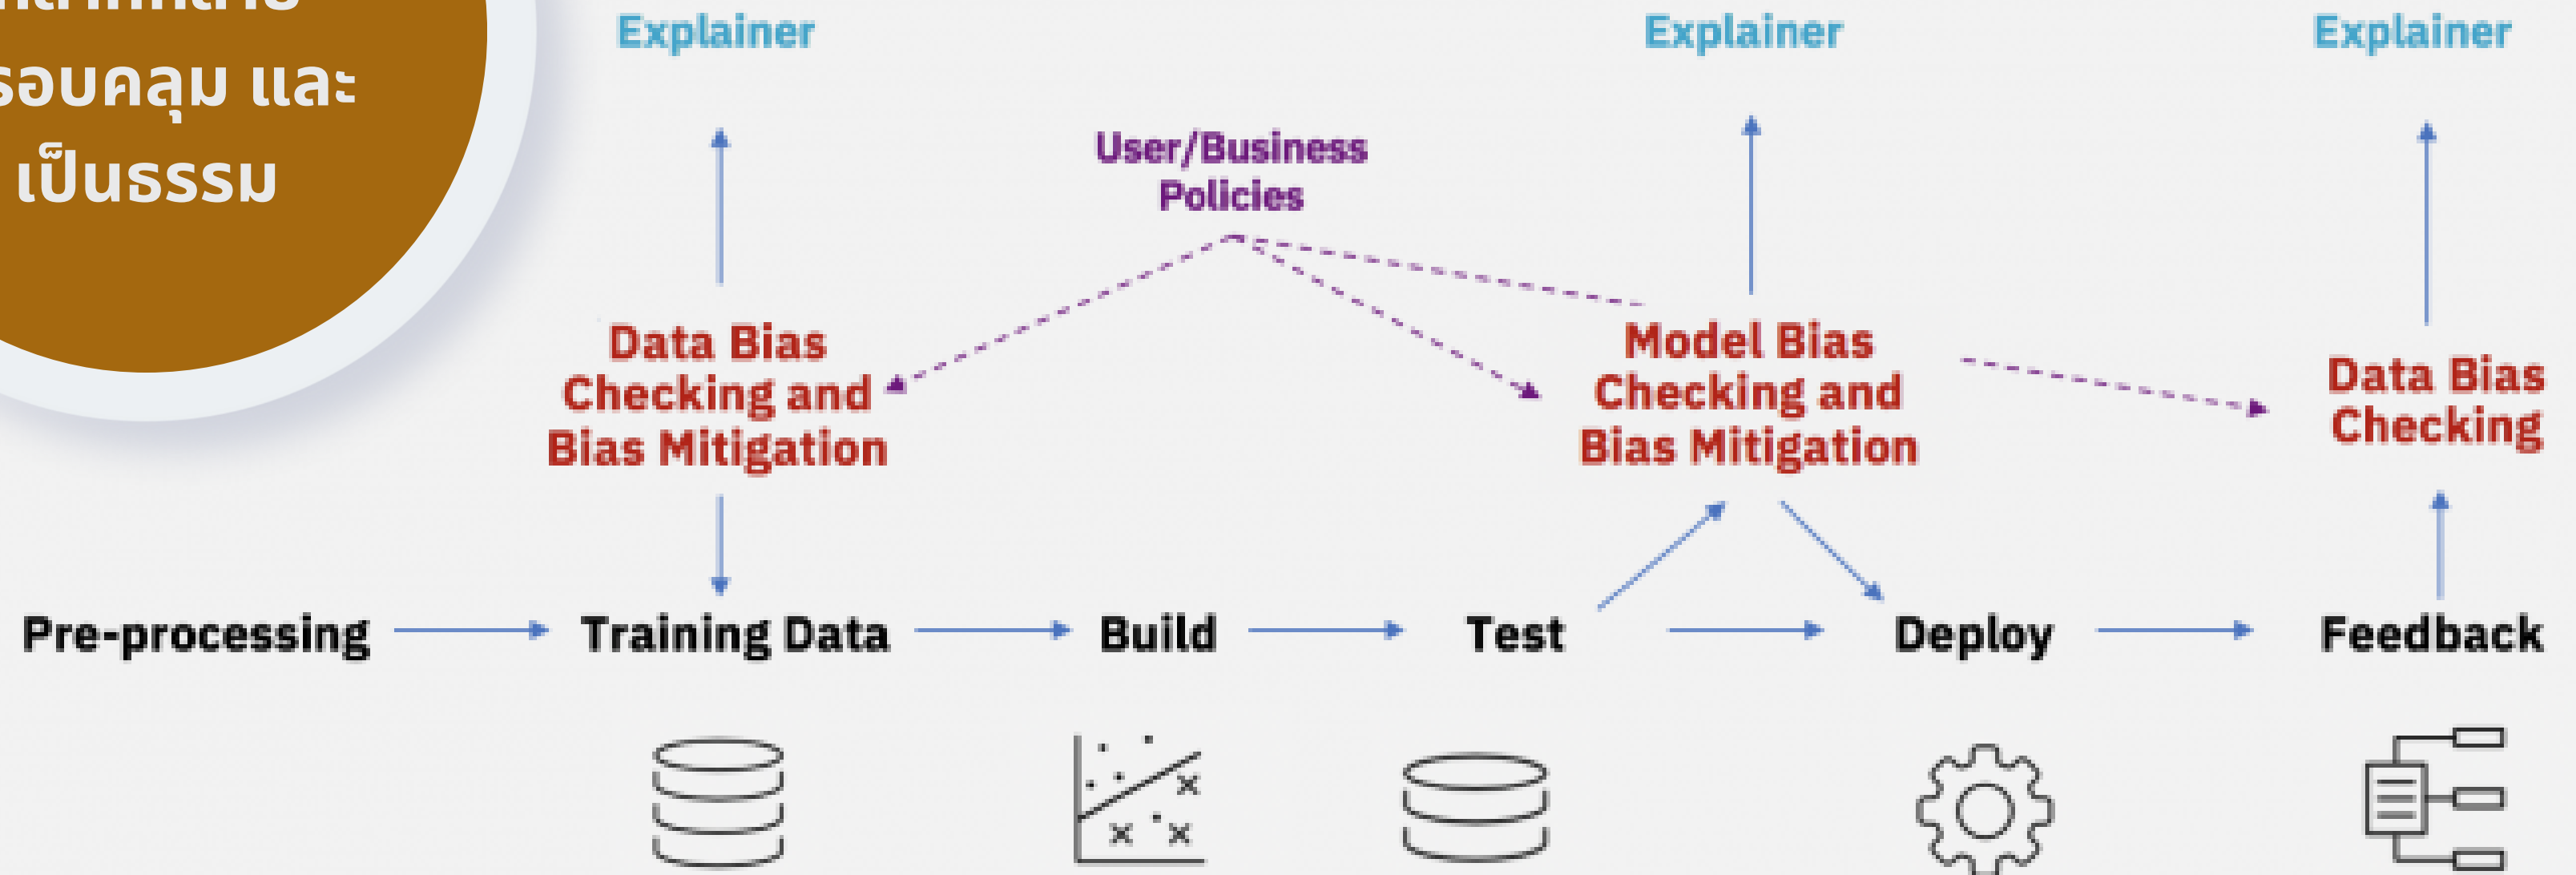 รอบคลุม และ
เป็นธรรม
Explainer
Explainer
Explainer
User/Business
Policies
Data Bias
Checking and
Bias Mitigation
Model Bias
Checking and
Bias Mitigation
Data Bias
Checking
Pre-processing
Training Data
Build
Test
Deploy
Feedback